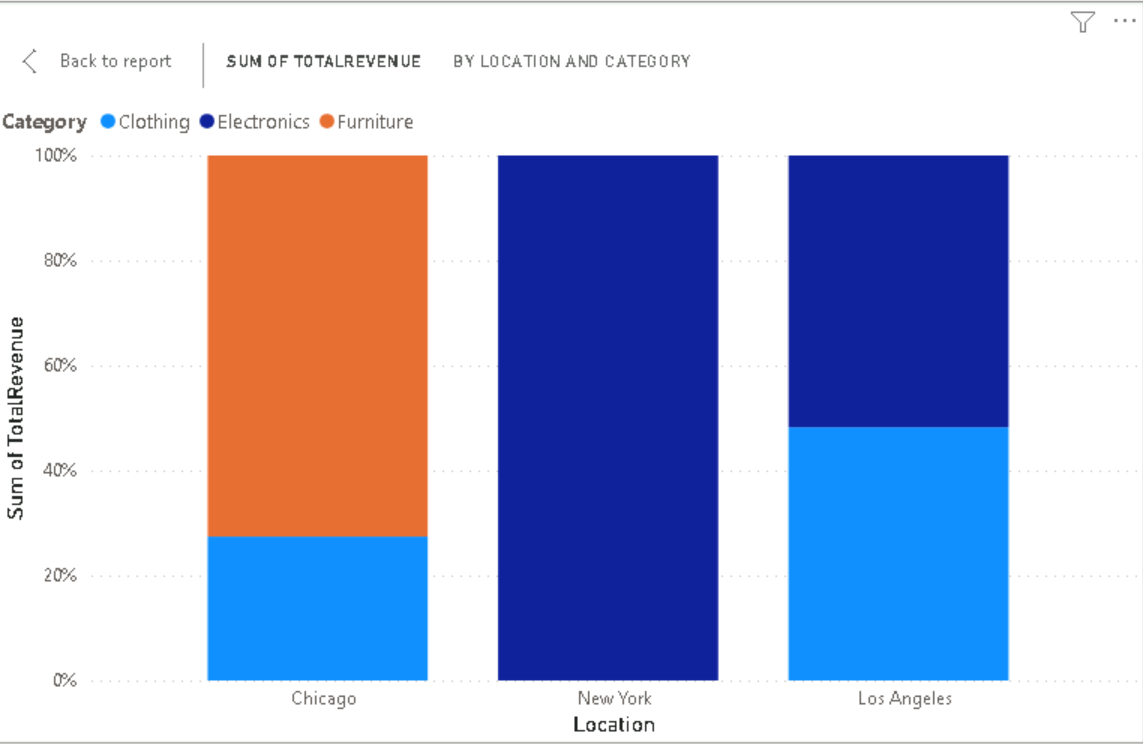 Back to report SUM OF TOTALREVENUE BY LOCATION AND CATEGORY
Category Clothing Electronics Furniture
100%
80%
60%
40%
20%
0%
Sum of TotalRevenue
Chicago New York Los Angeles
Location